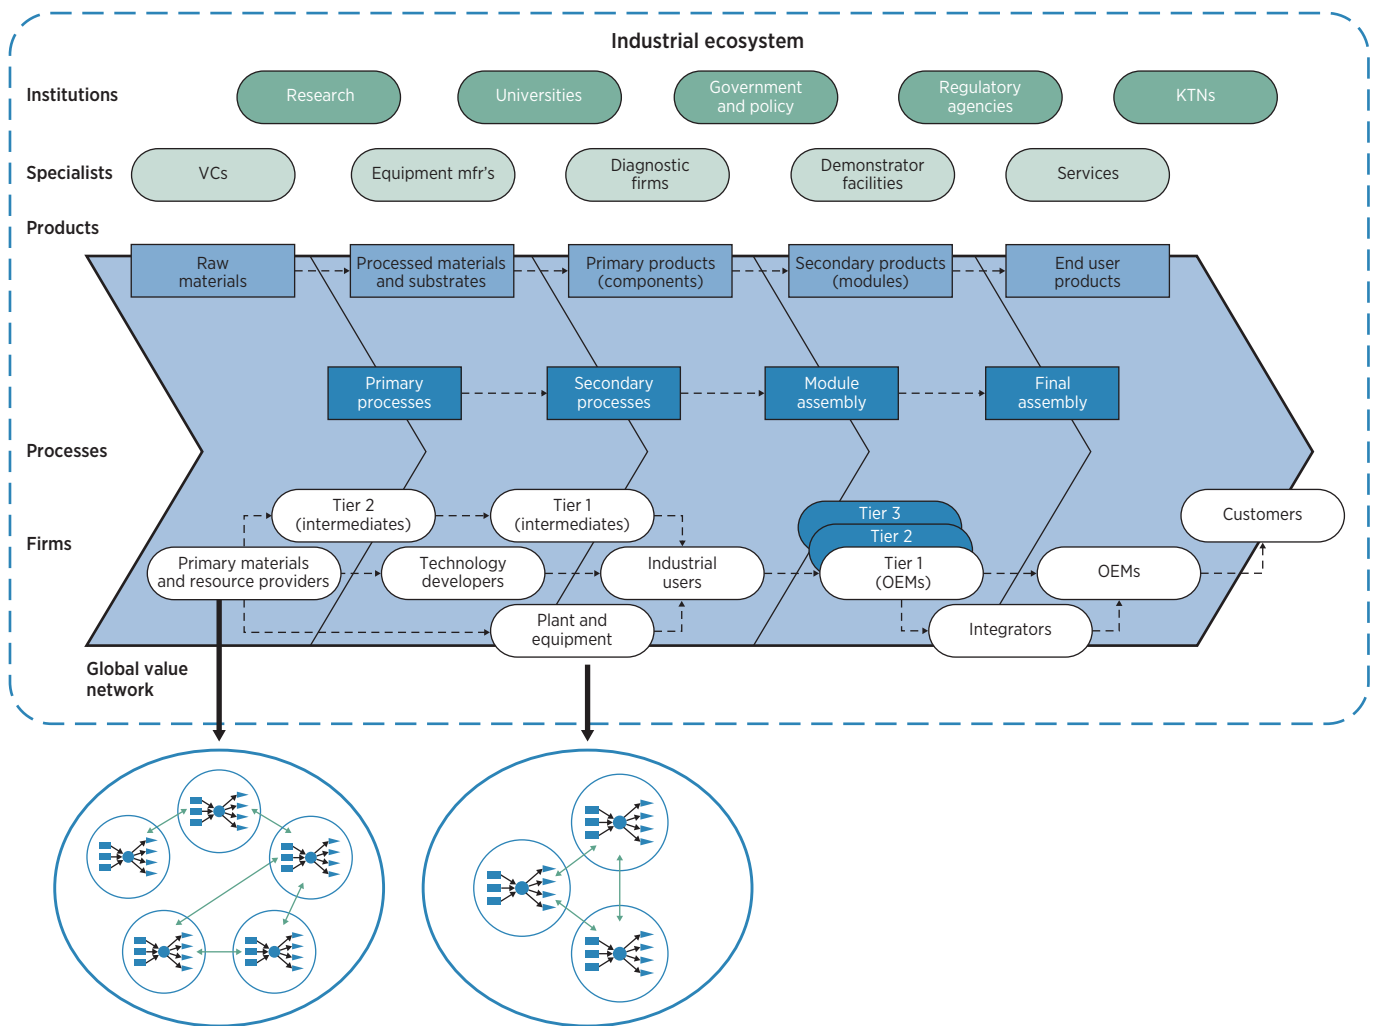 Industrial ecosystem
Institutions
Research
Universities
Government
and policy
Regulatory
agencies
KTNs
Specialists
VCs
Equipment mfr's
Diagnostic
firms
Demonstrator
facilities
Services
Products
Raw
materials
Processed materials
and substrates
Primary products
(components)
Secondary products
(modules)
End user
products
Primary
processes
Secondary
processes
Module
assembly
Final
assembly
Processes
Firms
Tier 2
(intermediates)
Tier 1
(intermediates)
Tier 3
Tier 2
Tier 1
(OEMs)
Customers
Primary materials
and resource providers
Technology
developers
Industrial
users
OEMs
Plant and
equipment
Integrators
Global value
network